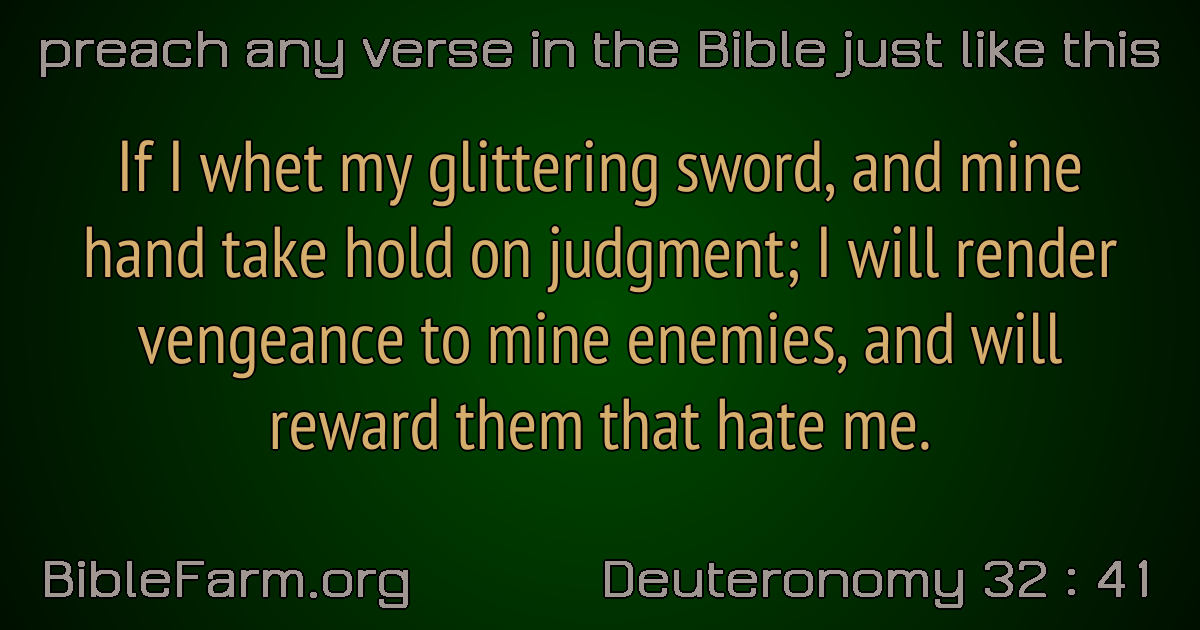 preach any verse in the Bible just like this
If I whet my glittering sword, and mine
hand take hold on judgment; I will render
vengeance to mine enemies, and will
reward them that hate me.
BibleFarm.org
Deuteronomy 32 : 41